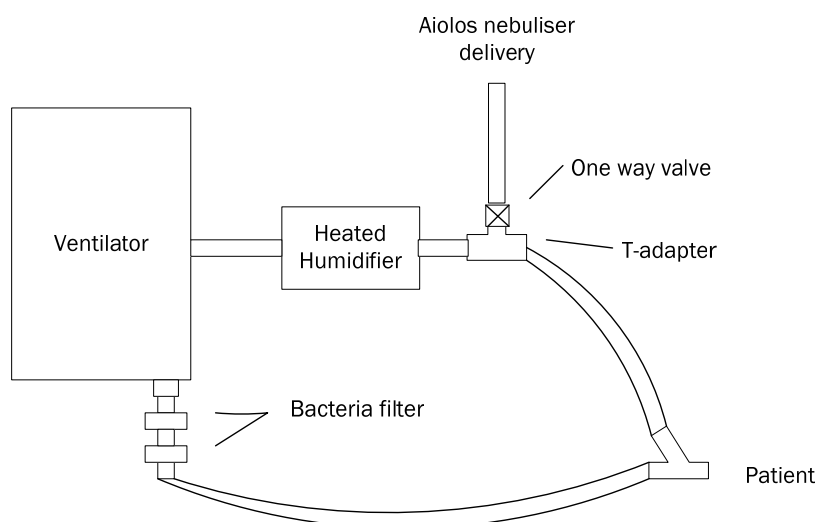 Aiolos nebuliser
delivery
One way valve
Ventilator
Heated
Humidifier
T-adapter
Bacteria filter
Patient